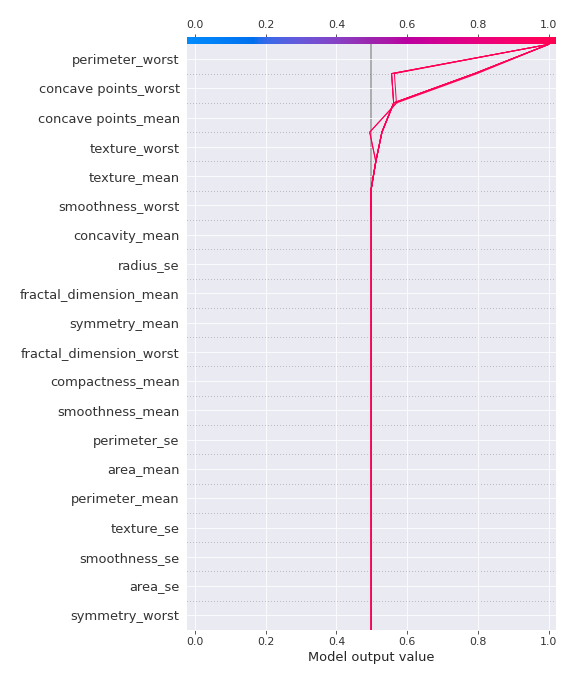 0.0 0.2 0.4 0.6 0.8 1.0
perimeter_worst
concave points_worst
concave points_mean
texture_worst
texture_mean
smoothness_worst
concavity_mean
radius_se
fractal_dimension_mean
symmetry_mean
fractal_dimension_worst
compactness_mean
smoothness_mean
perimeter_se
area_mean
perimeter_mean
texture_se
smoothness_se
area_se
symmetry_worst
0.0 0.2 0.4 0.6 0.8 1.0
Model output value